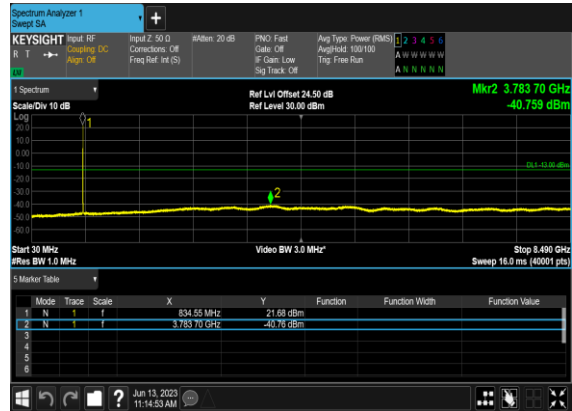 Spectrum Analyzer 1
Swept SA
+
KEYSIGHT
R T
LW
Input: RF
Coupling: DC
Align: Off
Input Z: 50 Ω
Corrections: Off
Freq Ref: Int (S)
#Atten: 20 dB
PNO: Fast
Gate: Off
IF Gain: Low
Sig Track: Off
Avg Type: Power (RMS)
Avg|Hold: 100/100
Trig: Free Run
1 2 3 4 5 6
A W W W W W
A N N N N N
1 Spectrum
Ref Lvl Offset 24.50 dB
Mkr2 3.783 70 GHz
Scale/Div 10 dB
Ref Level 30.00 dBm
-40.759 dBm
Log
20.0
10.0
0.00
-10.0
-20.0
-30.0
-40.0
-50.0
-60.0
1
2
DL1 -13.00 dBm
Start 30 MHz
Video BW 3.0 MHz*
Stop 8.490 GHz
#Res BW 1.0 MHz
Sweep 16.0 ms (40001 pts)
5 Marker Table
Mode Trace Scale X Y Function Function Width Function Value
1 N 1 f 834.55 MHz 21.68 dBm
2 N 1 f 3.783 70 GHz -40.76 dBm
3
4
5
6
?
Jun 13, 2023
11:14:53 AM